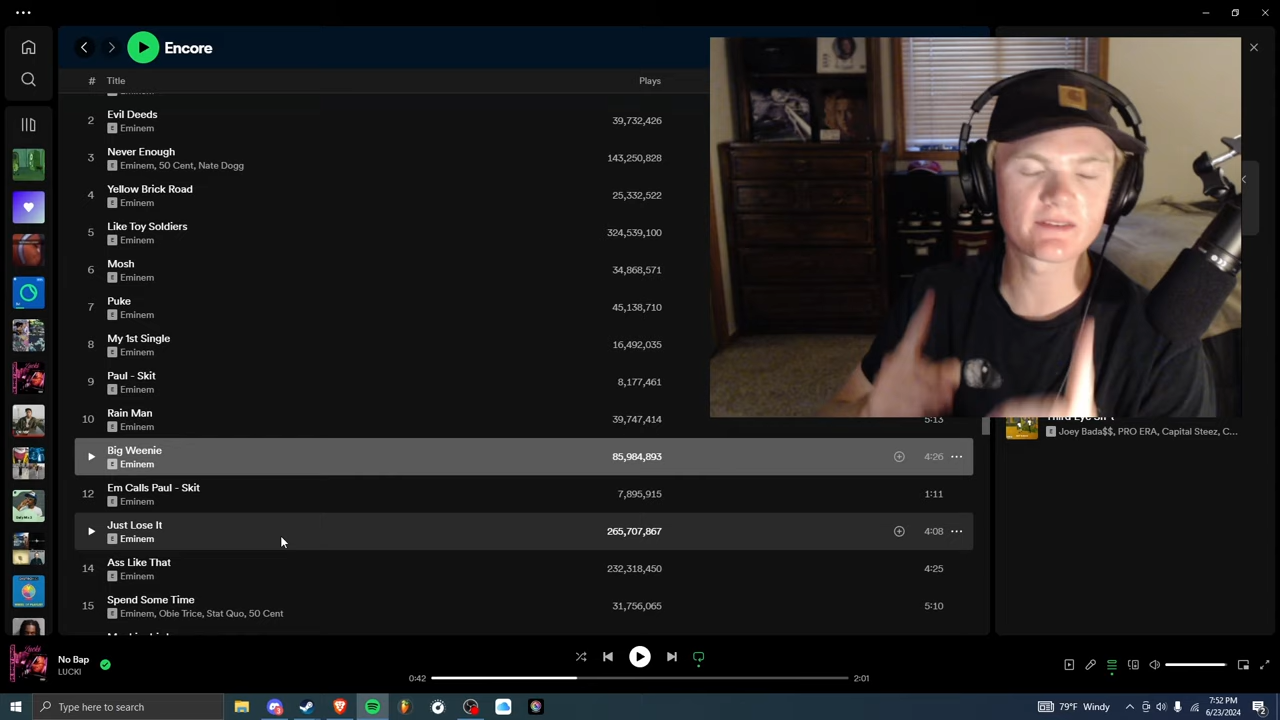 Encore
# Title Plays
2 Evil Deeds 39,732,426
E Eminem
3 Never Enough 143,250,828
E Eminem, 50 Cent, Nate Dogg
4 Yellow Brick Road 25,332,522
E Eminem
5 Like Toy Soldiers 324,539,100
E Eminem
6 Mosh 34,868,571
E Eminem
7 Puke 45,138,710
E Eminem
8 My 1st Single 16,492,035
E Eminem
9 Paul - Skit 8,177,461
E Eminem
10 Rain Man 39,747,414 5:13
E Eminem
Big Weenie 85,984,893 4:26
E Eminem
12 Em Calls Paul - Skit 7,895,915 1:11
E Eminem
Just Lose It 265,707,867 4:08
E Eminem
14 Ass Like That 232,318,450 4:25
E Eminem
15 Spend Some Time 31,756,065 5:10
E Eminem, Obie Trice, Stat Quo, 50 Cent
E Joey Bada$$, PRO ERA, Capital Steez, C...
No Bap
LUCKI
0:42 2:01
Type here to search
79°F Windy
7:52 PM
6/23/2024
2